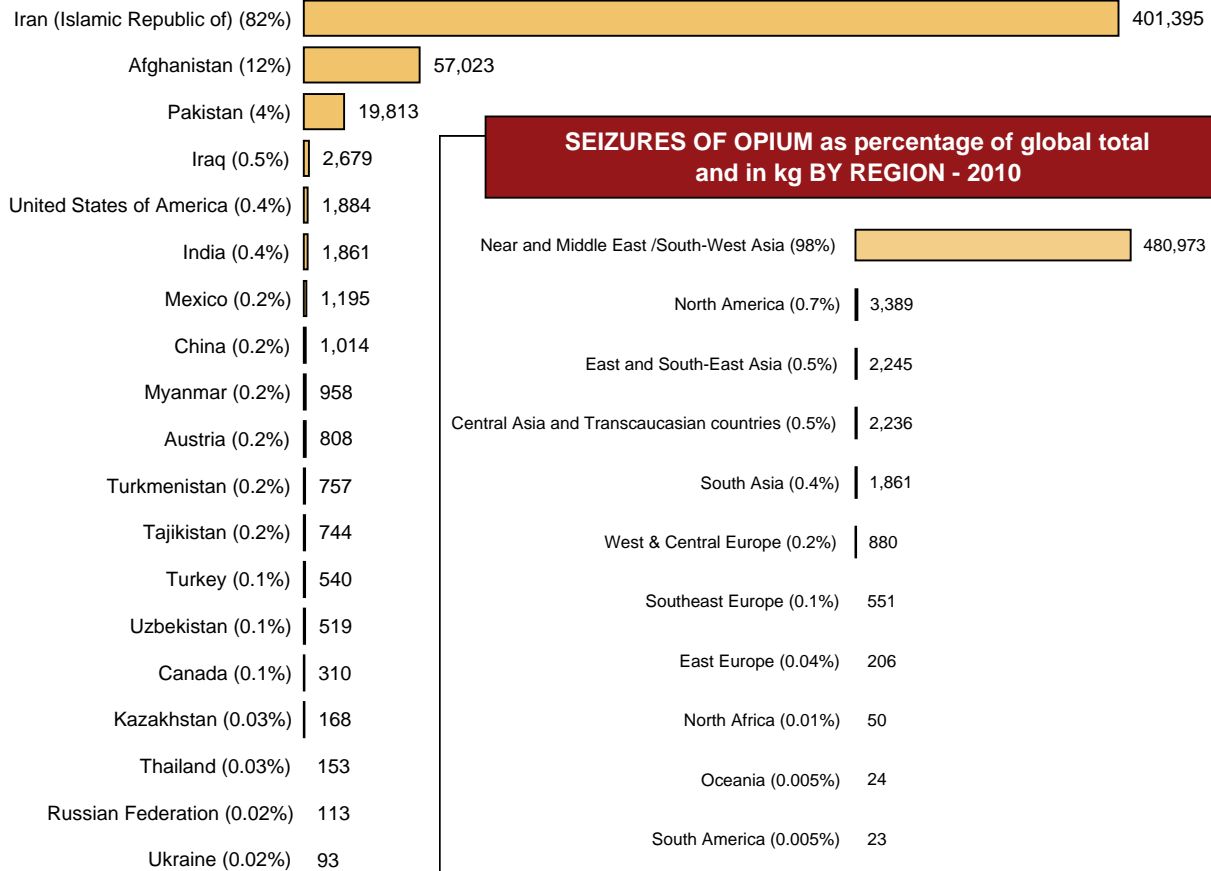 Iran (Islamic Republic of) (82%) 401,395
Afghanistan (12%) 57,023
Pakistan (4%) 19,813
Iraq (0.5%) 2,679
United States of America (0.4%) 1,884
India (0.4%) 1,861
Mexico (0.2%) 1,195
China (0.2%) 1,014
Myanmar (0.2%) 958
Austria (0.2%) 808
Turkmenistan (0.2%) 757
Tajikistan (0.2%) 744
Turkey (0.1%) 540
Uzbekistan (0.1%) 519
Canada (0.1%) 310
Kazakhstan (0.03%) 168
Thailand (0.03%) 153
Russian Federation (0.02%) 113
Ukraine (0.02%) 93
SEIZURES OF OPIUM as percentage of global total
and in kg BY REGION - 2010
Near and Middle East /South-West Asia (98%) 480,973
North America (0.7%) 3,389
East and South-East Asia (0.5%) 2,245
Central Asia and Transcaucasian countries (0.5%) 2,236
South Asia (0.4%) 1,861
West & Central Europe (0.2%) 880
Southeast Europe (0.1%) 551
East Europe (0.04%) 206
North Africa (0.01%) 50
Oceania (0.005%) 24
South America (0.005%) 23